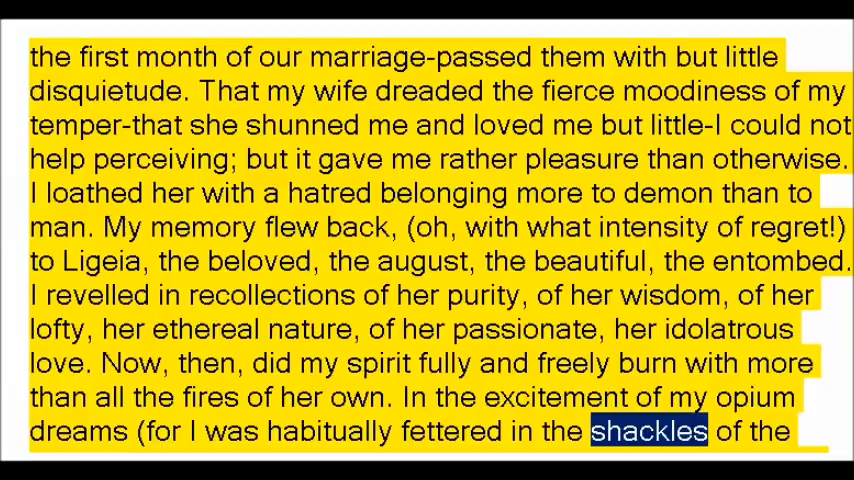 the first month of our marriage-passed them with but little
disquietude. That my wife dreaded the fierce moodiness of my
temper-that she shunned me and loved me but little-I could not
help perceiving; but it gave me rather pleasure than otherwise.
I loathed her with a hatred belonging more to demon than to
man. My memory flew back, (oh, with what intensity of regret!)
to Ligeia, the beloved, the august, the beautiful, the entombed.
I revelled in recollections of her purity, of her wisdom, of her
lofty, her ethereal nature, of her passionate, her idolatrous
love. Now, then, did my spirit fully and freely burn with more
than all the fires of her own. In the excitement of my opium
dreams (for I was habitually fettered in the shackles of the